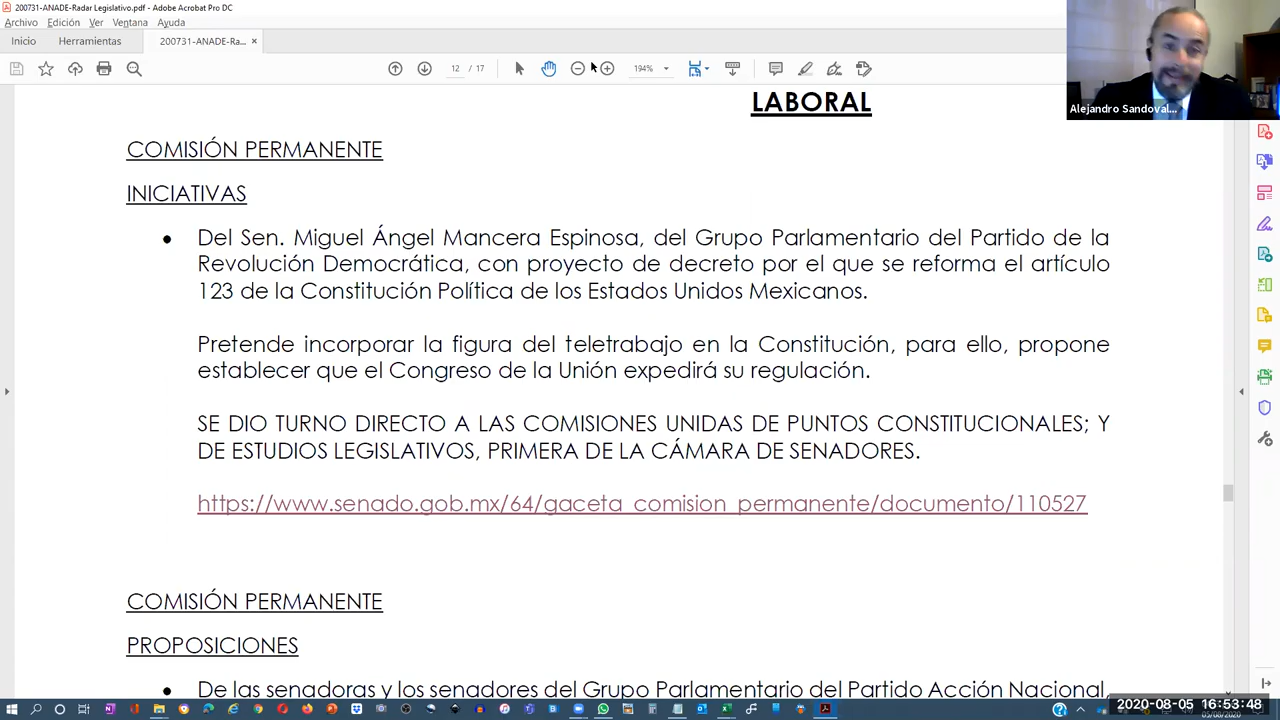 200731-ANADE-Radar Legislativo.pdf - Adobe Acrobat Pro DC
Archivo Edición Ver Ventana Ayuda
Inicio Herramientas 200731-ANADE-Ra... ×
12 / 17 194%
Alejandro Sandoval...
LABORAL
COMISIÓN PERMANENTE
INICIATIVAS
● Del Sen. Miguel Ángel Mancera Espinosa, del Grupo Parlamentario del Partido de la
Revolución Democrática, con proyecto de decreto por el que se reforma el artículo
123 de la Constitución Política de los Estados Unidos Mexicanos.
Pretende incorporar la figura del teletrabajo en la Constitución, para ello, propone
establecer que el Congreso de la Unión expedirá su regulación.
SE DIO TURNO DIRECTO A LAS COMISIONES UNIDAS DE PUNTOS CONSTITUCIONALES; Y
DE ESTUDIOS LEGISLATIVOS, PRIMERA DE LA CÁMARA DE SENADORES.
https://www.senado.gob.mx/64/gaceta_comision_permanente/documento/110527
COMISIÓN PERMANENTE
PROPOSICIONES
● De las senadoras y los senadores del Grupo Parlamentario del Partido Acción Nacional,
2020-08-05 16:53:48
05/08/2020